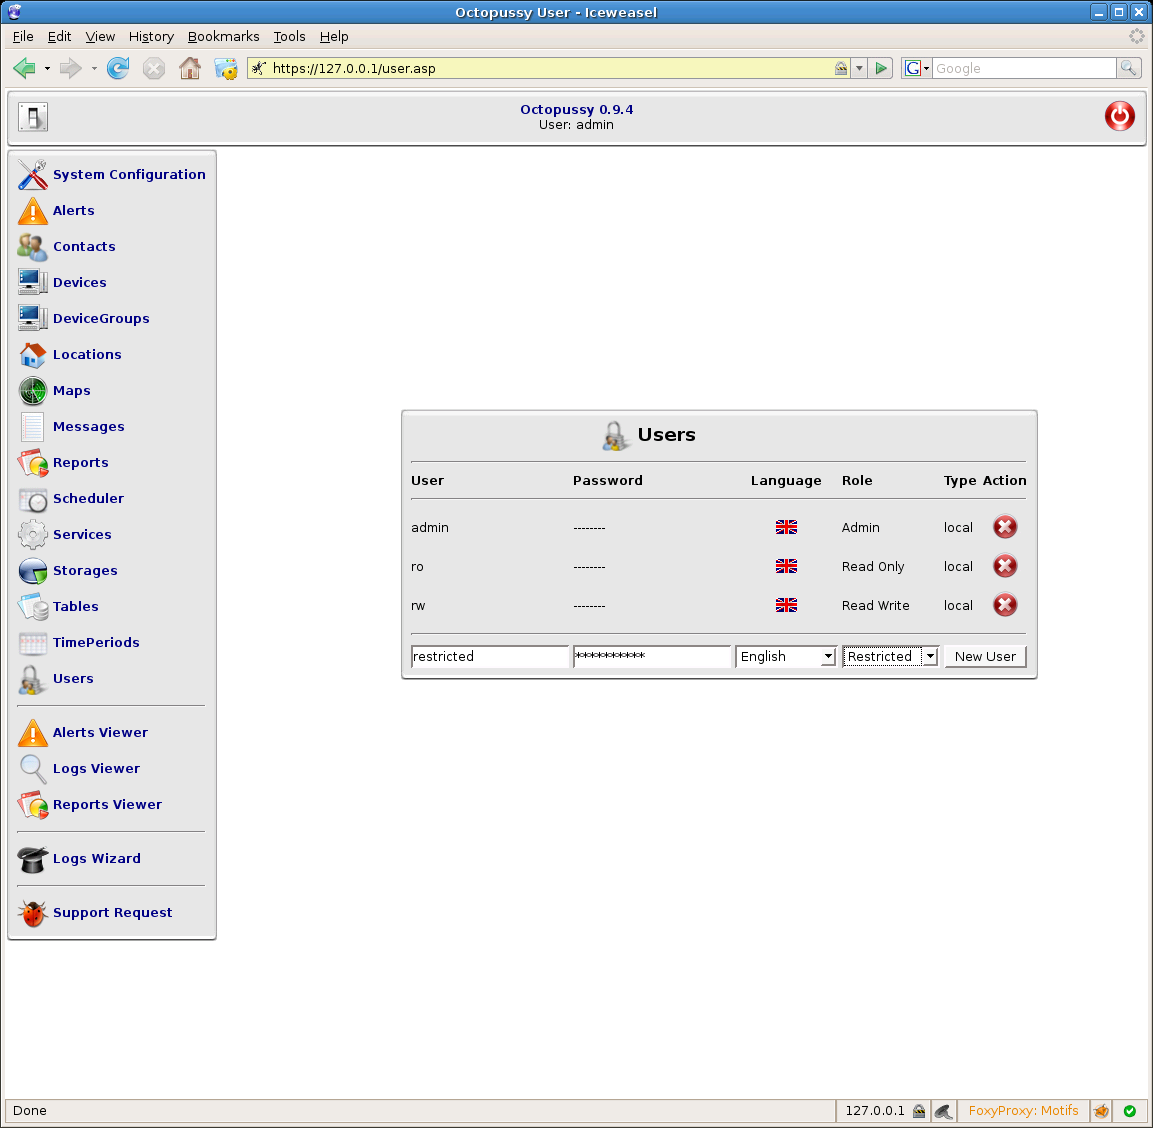 Octopussy User - Iceweasel
File Edit View History Bookmarks Tools Help
https://127.0.0.1/user.asp
G Google
Octopussy 0.9.4
User: admin
System Configuration
Alerts
Contacts
Devices
DeviceGroups
Locations
Maps
Messages
Reports
Scheduler
Services
Storages
Tables
TimePeriods
Users
Alerts Viewer
Logs Viewer
Reports Viewer
Logs Wizard
Support Request
Users
User Password Language Role Type Action
admin -------- Admin local
ro -------- Read Only local
rw -------- Read Write local
restricted ********** English Restricted New User
Done 127.0.0.1 FoxyProxy: Motifs